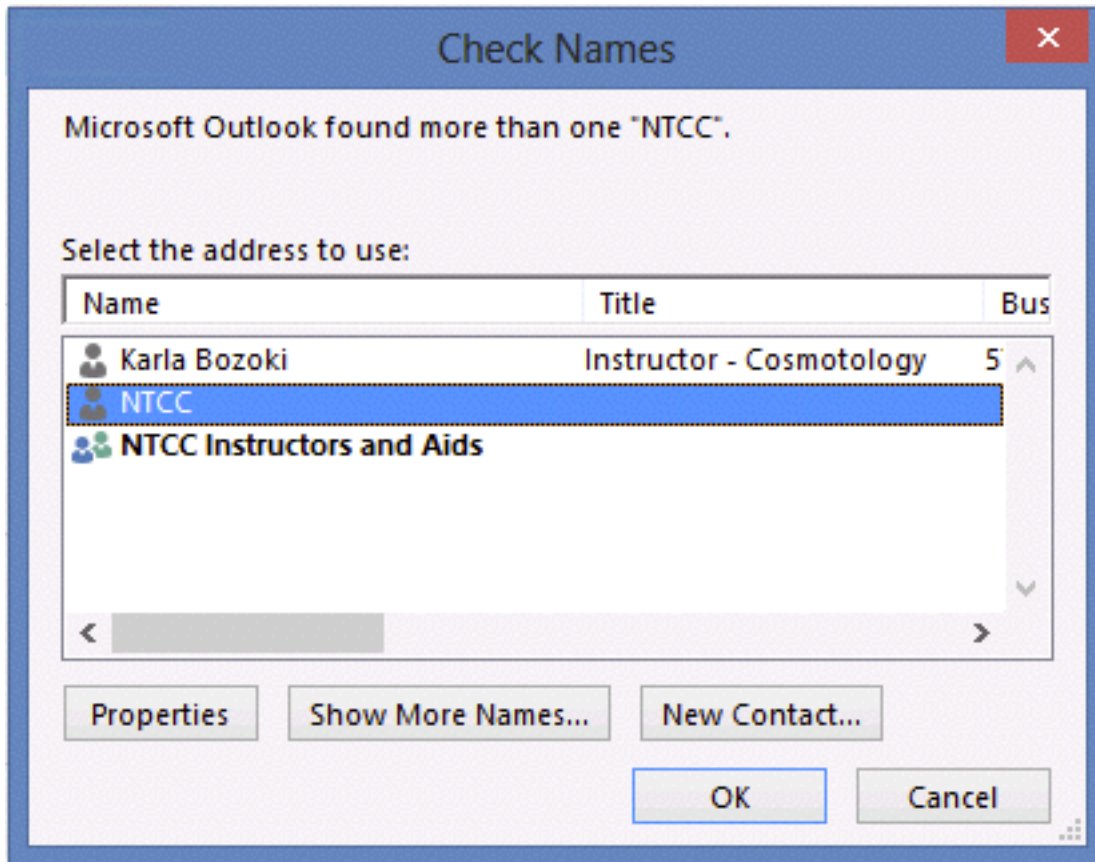 Check Names
Microsoft Outlook found more than one "NTCC".
Select the address to use:
Name Title Bus
Karla Bozoki Instructor - Cosmotology 5
NTCC
NTCC Instructors and Aids
Properties Show More Names... New Contact...
OK Cancel